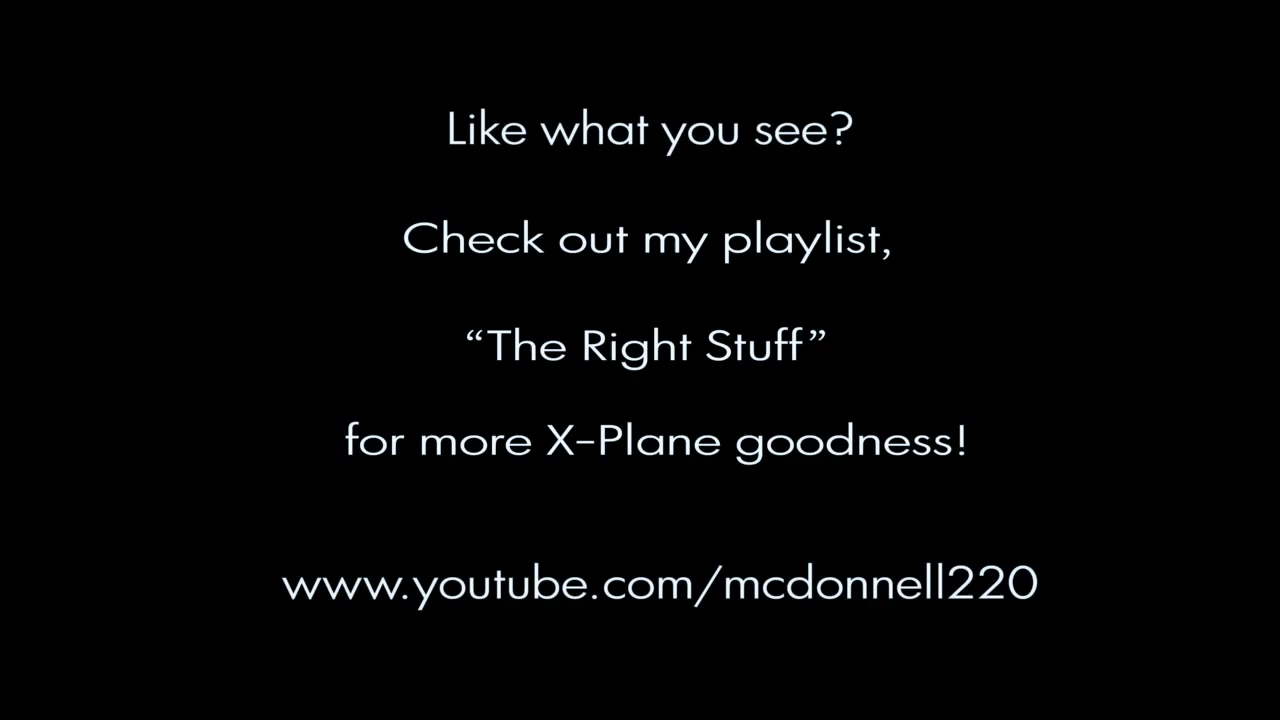 Like what you see?
Check out my playlist,
“The Right Stuff”
for more X-Plane goodness!
www.youtube.com/mcdonnell220